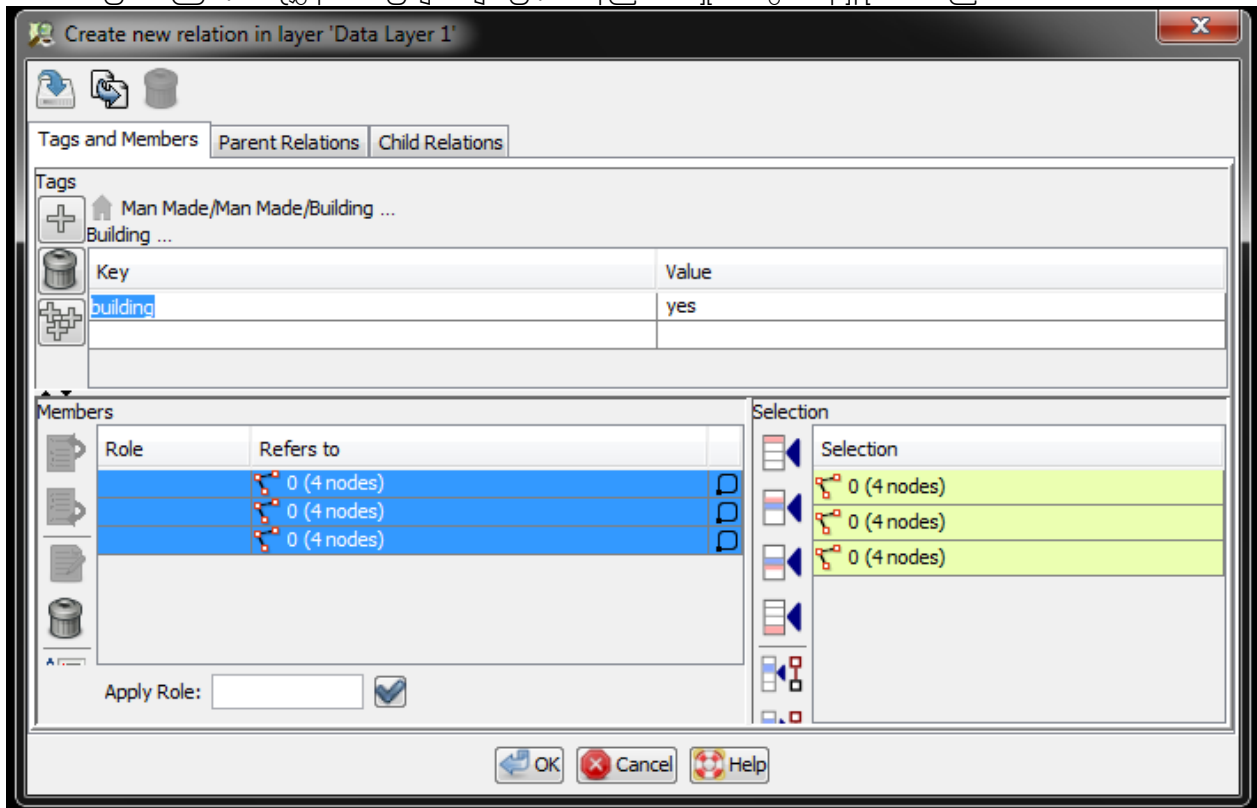 Create new relation in layer 'Data Layer 1'
Tags and Members Parent Relations Child Relations
Tags
Man Made/Man Made/Building ...
Building ...
Key Value
building yes
Members Selection
Role Refers to Selection
0 (4 nodes) 0 (4 nodes)
0 (4 nodes) 0 (4 nodes)
0 (4 nodes) 0 (4 nodes)
Apply Role:
OK Cancel Help